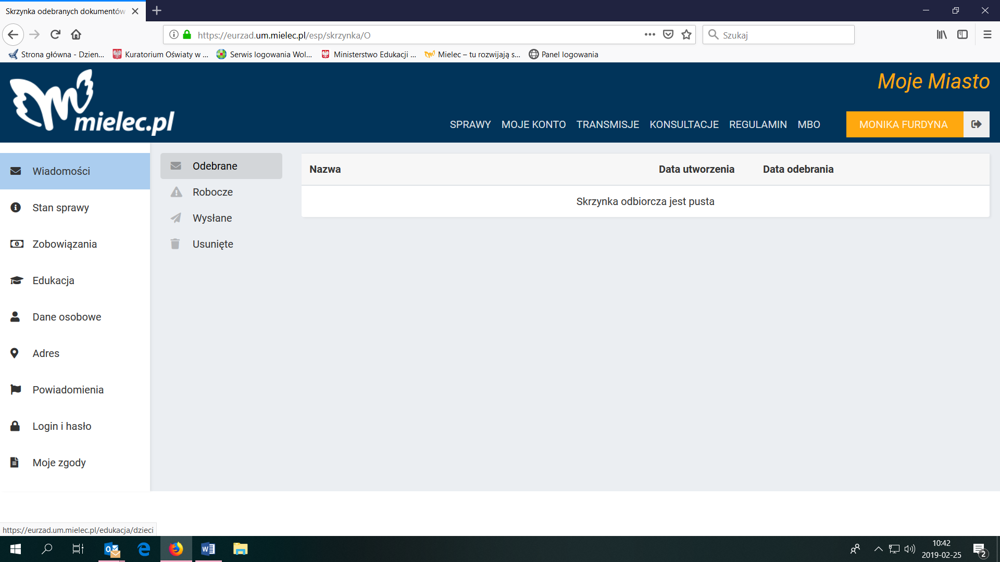 Skrzynka odebranych dokumentów
https://eurzad.um.mielec.pl/esp/skrzynka/O
Szukaj
Strona główna - Dzien...
Kuratorium Oświaty w ...
Serwis logowania Wol...
Ministerstwo Edukacji ...
Mielec – tu rozwijają s...
Panel logowania
mielec.pl
Moje Miasto
SPRAWY MOJE KONTO TRANSMISJE KONSULTACJE REGULAMIN MBO
MONIKA FURDYNA
Wiadomości
Stan sprawy
Zobowiązania
Edukacja
Dane osobowe
Adres
Powiadomienia
Login i hasło
Moje zgody
Odebrane
Robocze
Wysłane
Usunięte
Nazwa Data utworzenia Data odebrania
Skrzynka odbiorcza jest pusta
https://eurzad.um.mielec.pl/edukacja/dzieci
10:42
2019-02-25
2